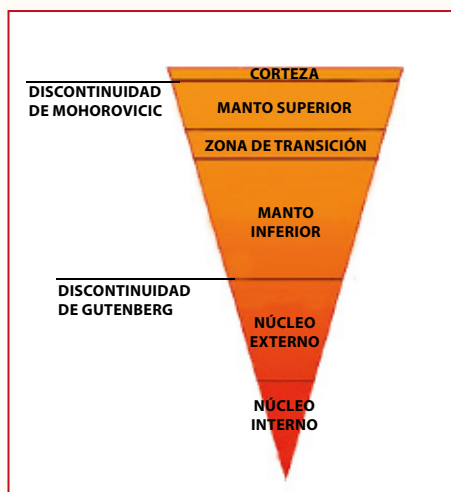 CORTEZA
DISCONTINUIDAD
DE MOHOROVICIC
MANTO SUPERIOR
ZONA DE TRANSICIÓN
MANTO
INFERIOR
DISCONTINUIDAD
DE GUTENBERG
NÚCLEO
EXTERNO
NÚCLEO
INTERNO